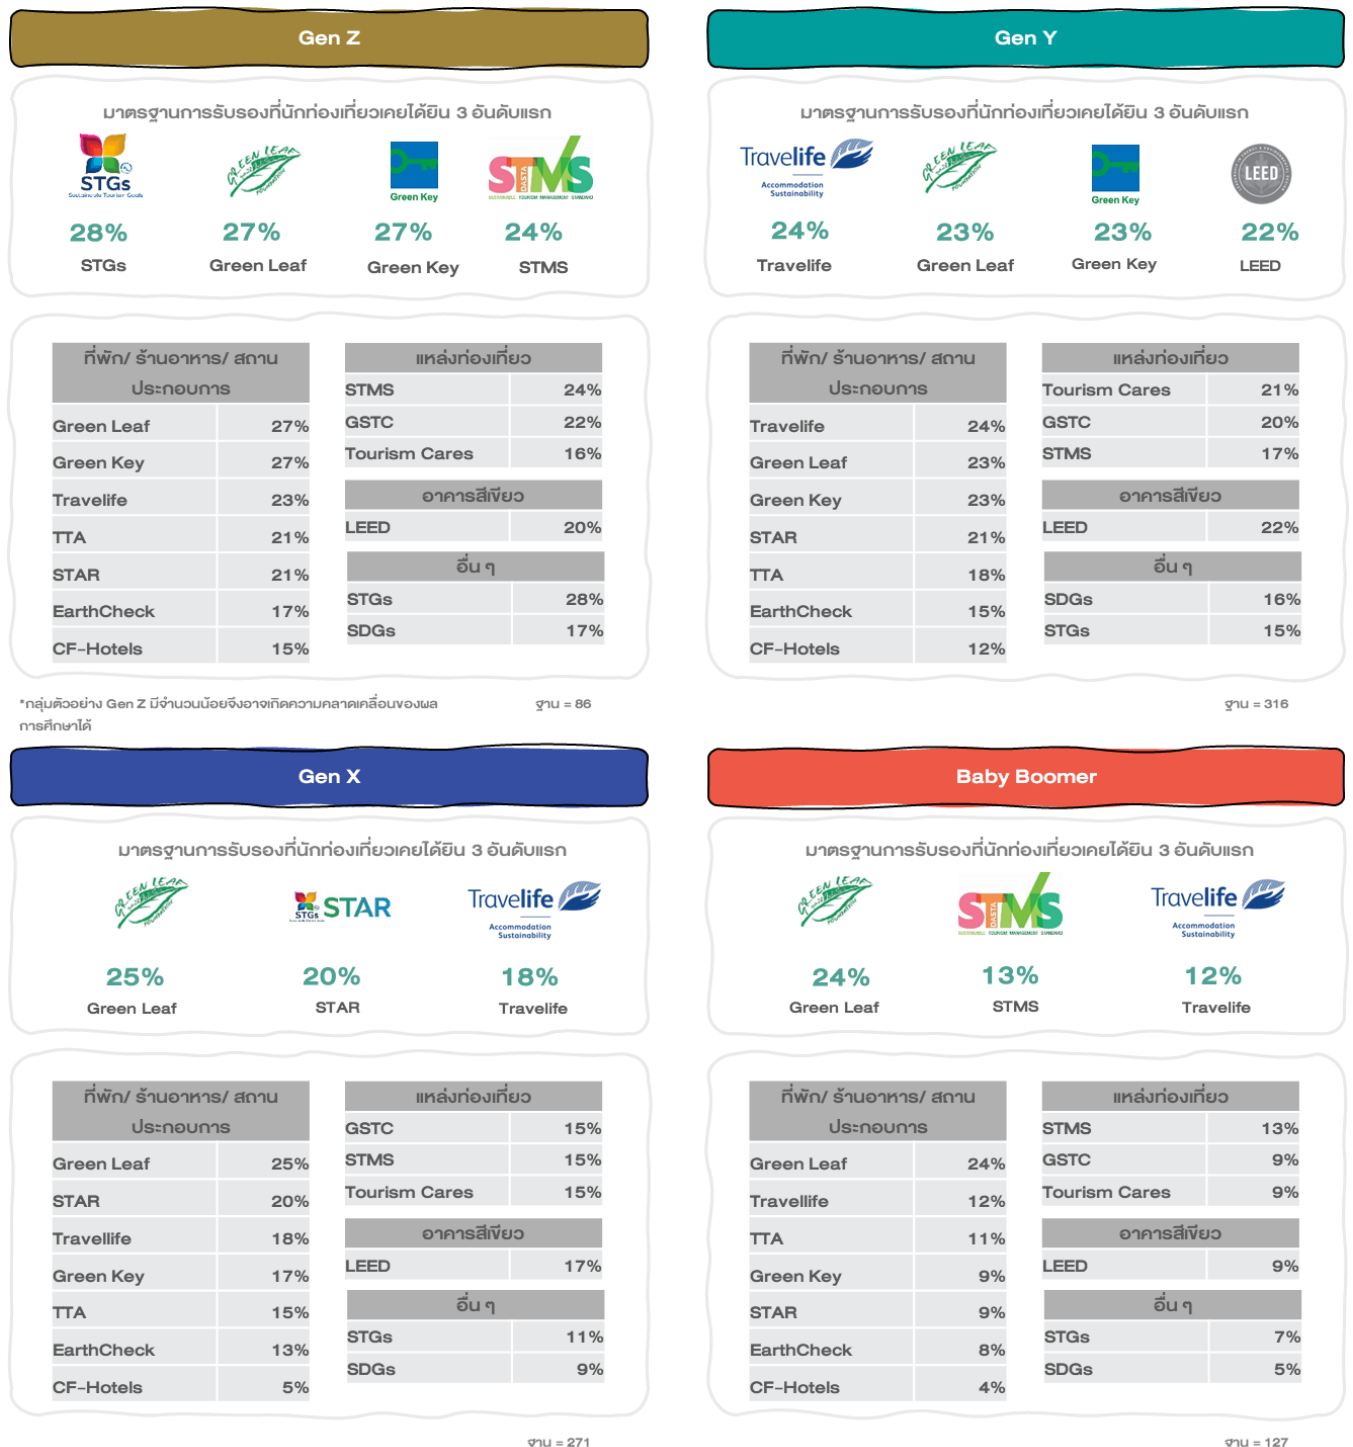 Gen Z
มาตรฐานการรับรองที่นักท่องเที่ยวเคยได้ยิน 3 อันดับแรก
STGs
Sustainable Tourism Goals
GREEN LEAF
FOUNDATION
Green Key
DASTA
STMS
SUSTAINABLE TOURISM MANAGEMENT STANDARD
28%
27%
27%
24%
STGs
Green Leaf
Green Key
STMS
ที่พัก/ ร้านอาหาร/ สถาน
ประกอบการ
Green Leaf 27%
Green Key 27%
Travelife 23%
TTA 21%
STAR 21%
EarthCheck 17%
CF-Hotels 15%
แหล่งท่องเที่ยว
STMS 24%
GSTC 22%
Tourism Cares 16%
อาคารสีเขียว
LEED 20%
อื่น ๆ
STGs 28%
SDGs 17%
*กลุ่มตัวอย่าง Gen Z มีจำนวนน้อยจึงอาจเกิดความคลาดเคลื่อนของผล
การศึกษาได้
ฐาน = 86
Gen Y
มาตรฐานการรับรองที่นักท่องเที่ยวเคยได้ยิน 3 อันดับแรก
Travelife
Accommodation
Sustainability
GREEN LEAF
FOUNDATION
Green Key
LEED
24%
23%
23%
22%
Travelife
Green Leaf
Green Key
LEED
ที่พัก/ ร้านอาหาร/ สถาน
ประกอบการ
Travelife 24%
Green Leaf 23%
Green Key 23%
STAR 21%
TTA 18%
EarthCheck 15%
CF-Hotels 12%
แหล่งท่องเที่ยว
Tourism Cares 21%
GSTC 20%
STMS 17%
อาคารสีเขียว
LEED 22%
อื่น ๆ
SDGs 16%
STGs 15%
ฐาน = 316
Gen X
มาตรฐานการรับรองที่นักท่องเที่ยวเคยได้ยิน 3 อันดับแรก
GREEN LEAF
FOUNDATION
STGs STAR
Travelife
Accommodation
Sustainability
25%
20%
18%
Green Leaf
STAR
Travelife
ที่พัก/ ร้านอาหาร/ สถาน
ประกอบการ
Green Leaf 25%
STAR 20%
Travellife 18%
Green Key 17%
TTA 15%
EarthCheck 13%
CF-Hotels 5%
แหล่งท่องเที่ยว
GSTC 15%
STMS 15%
Tourism Cares 15%
อาคารสีเขียว
LEED 17%
อื่น ๆ
STGs 11%
SDGs 9%
ฐาน = 271
Baby Boomer
มาตรฐานการรับรองที่นักท่องเที่ยวเคยได้ยิน 3 อันดับแรก
GREEN LEAF
FOUNDATION
DASTA
STMS
SUSTAINABLE TOURISM MANAGEMENT STANDARD
Travelife
Accommodation
Sustainability
24%
13%
12%
Green Leaf
STMS
Travelife
ที่พัก/ ร้านอาหาร/ สถาน
ประกอบการ
Green Leaf 24%
Travellife 12%
TTA 11%
Green Key 9%
STAR 9%
EarthCheck 8%
CF-Hotels 4%
แหล่งท่องเที่ยว
STMS 13%
GSTC 9%
Tourism Cares 9%
อาคารสีเขียว
LEED 9%
อื่น ๆ
STGs 7%
SDGs 5%
ฐาน = 127